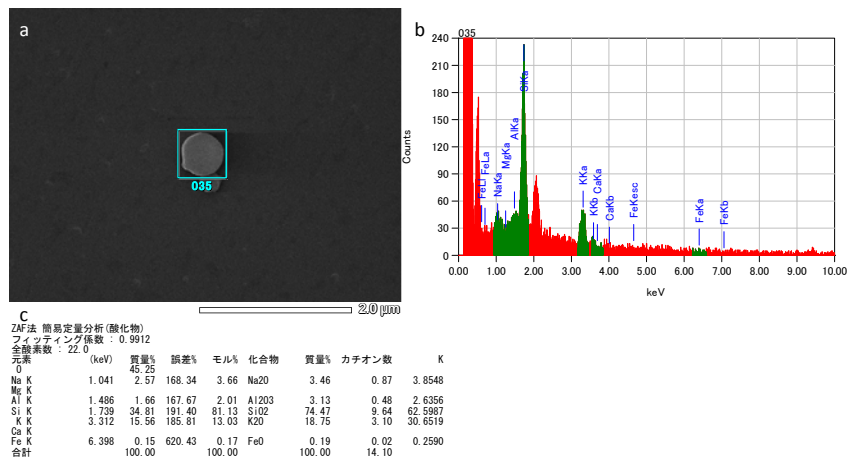 a
035
2.0 µm
b
035
240
210
180
150
120
90
60
30
0
Counts
FeLl
FeLa
NaKa
MgKa
AlKa
SiKa
KKa
KKb
CaKa
CaKb
FeKesc
FeKa
FeKb
0.00 1.00 2.00 3.00 4.00 5.00 6.00 7.00 8.00 9.00 10.00
keV
c
ZAF法 簡易定量分析(酸化物)
フィッティング係数 : 0.9912
全酸素数 : 22.0
元素 (keV) 質量% 誤差% モル% 化合物 質量% カチオン数 K
O 45.25
Na K 1.041 2.57 168.34 3.66 Na2O 3.46 0.87 3.8548
Mg K
Al K 1.486 1.66 167.67 2.01 Al2O3 3.13 0.48 2.6356
Si K 1.739 34.81 191.40 81.13 SiO2 74.47 9.64 62.5987
K K 3.312 15.56 185.81 13.03 K2O 18.75 3.10 30.6519
Ca K
Fe K 6.398 0.15 620.43 0.17 FeO 0.19 0.02 0.2590
合計 100.00 100.00 100.00 14.10